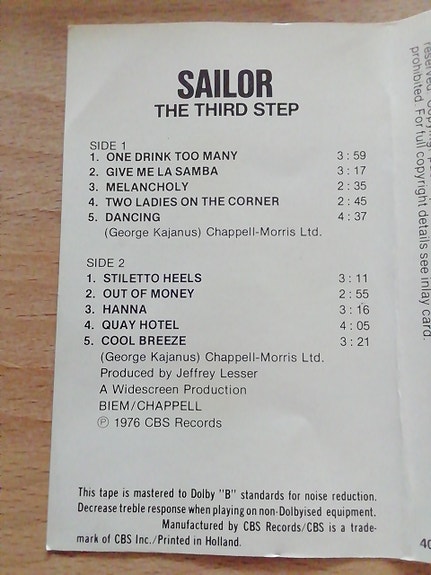 SAILOR
THE THIRD STEP
SIDE 1
1. ONE DRINK TOO MANY 3 : 59
2. GIVE ME LA SAMBA 3 : 17
3. MELANCHOLY 2 : 35
4. TWO LADIES ON THE CORNER 2 : 45
5. DANCING 4 : 37
(George Kajanus) Chappell-Morris Ltd.
SIDE 2
1. STILETTO HEELS 3 : 11
2. OUT OF MONEY 2 : 55
3. HANNA 3 : 16
4. QUAY HOTEL 4 : 05
5. COOL BREEZE 3 : 21
(George Kajanus) Chappell-Morris Ltd.
Produced by Jeffrey Lesser
A Widescreen Production
BIEM/CHAPPELL
℗ 1976 CBS Records
This tape is mastered to Dolby "B" standards for noise reduction.
Decrease treble response when playing on non-Dolbyised equipment.
Manufactured by CBS Records/CBS is a trade-
mark of CBS Inc./Printed in Holland.
reserved.
prohibited. For full copyright details see inlay card.
40